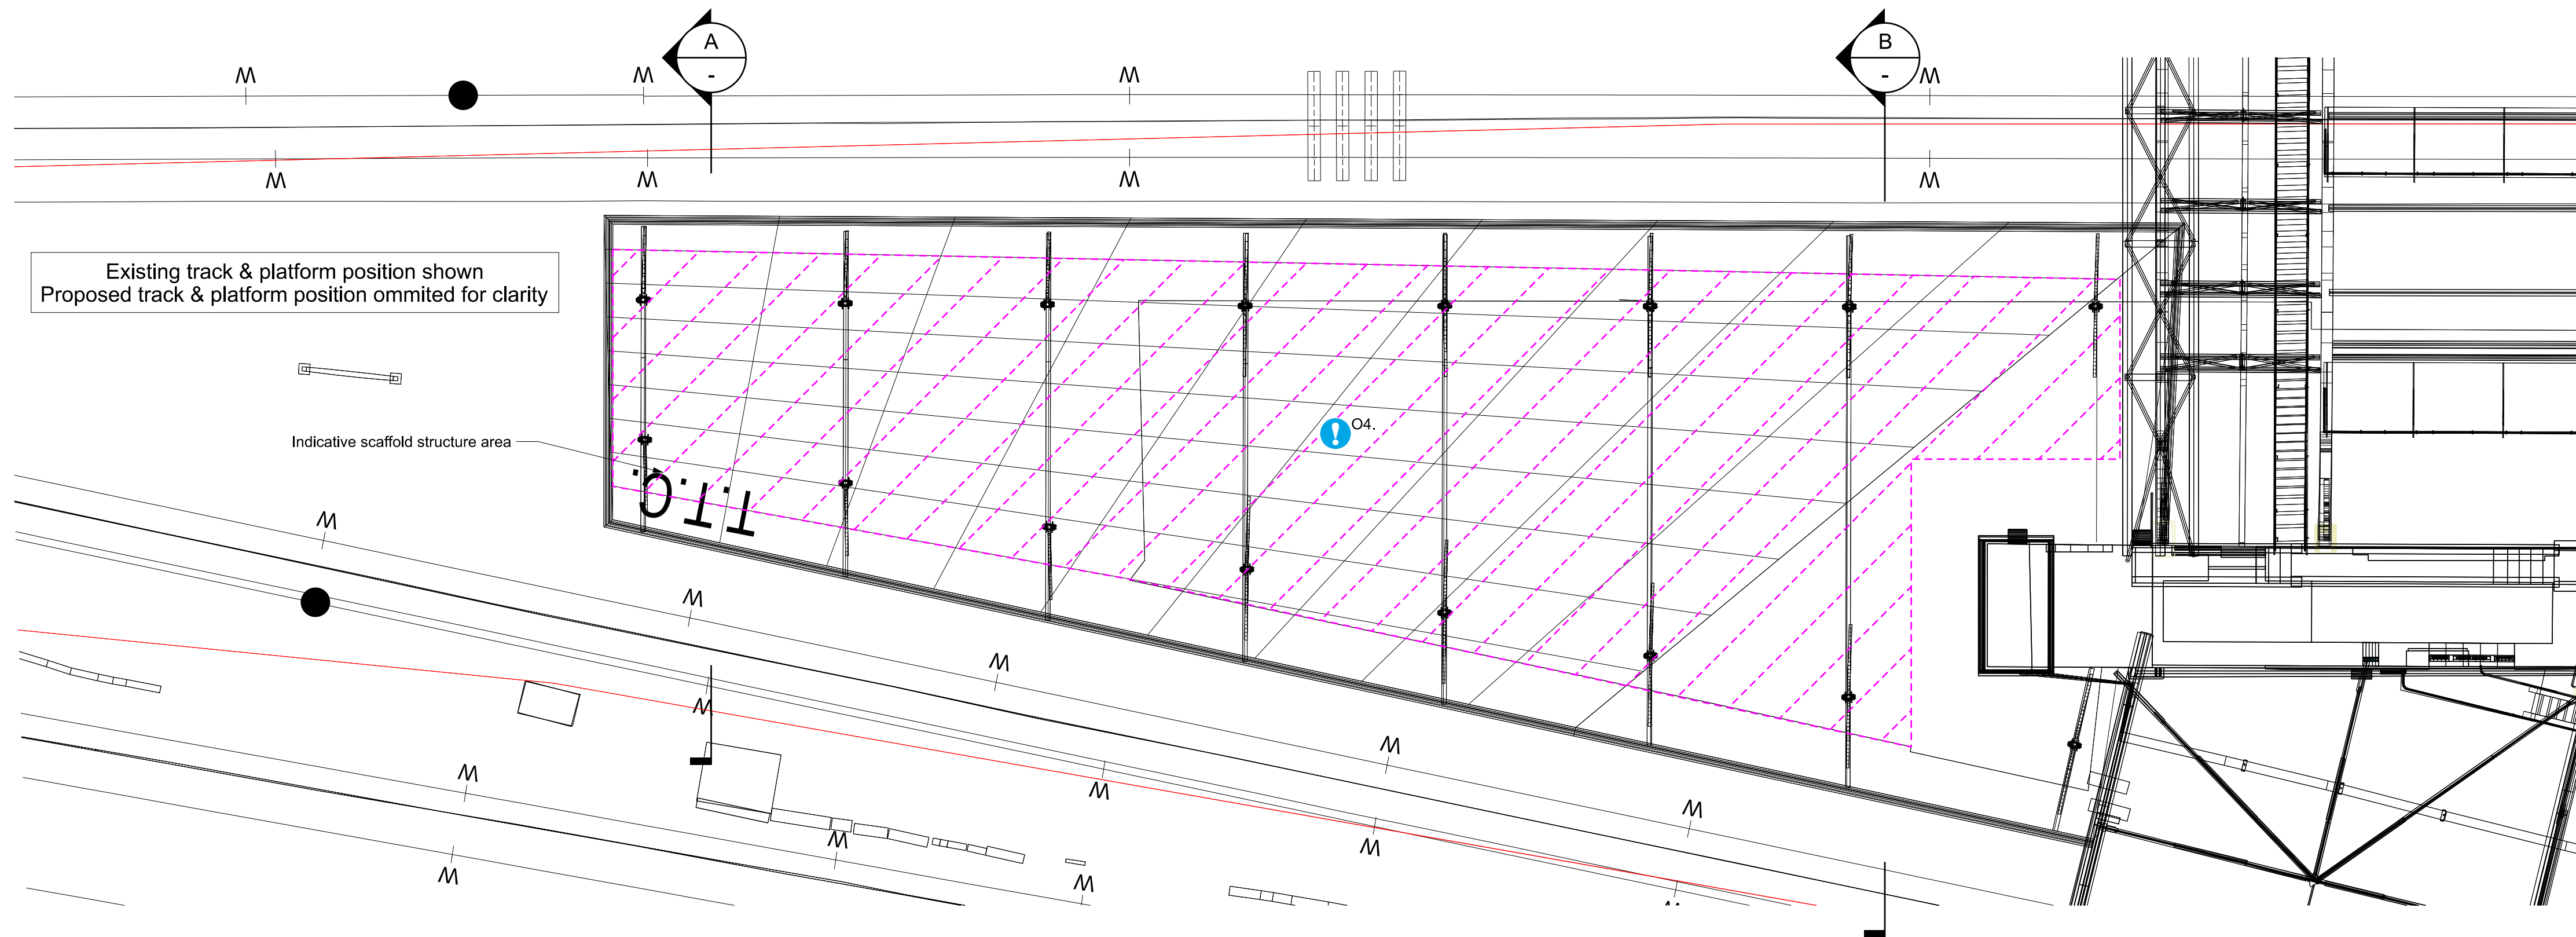 A
-
B
-
Existing track & platform position shown
Proposed track & platform position ommited for clarity
Indicative scaffold structure area
O4.
T.T.O.